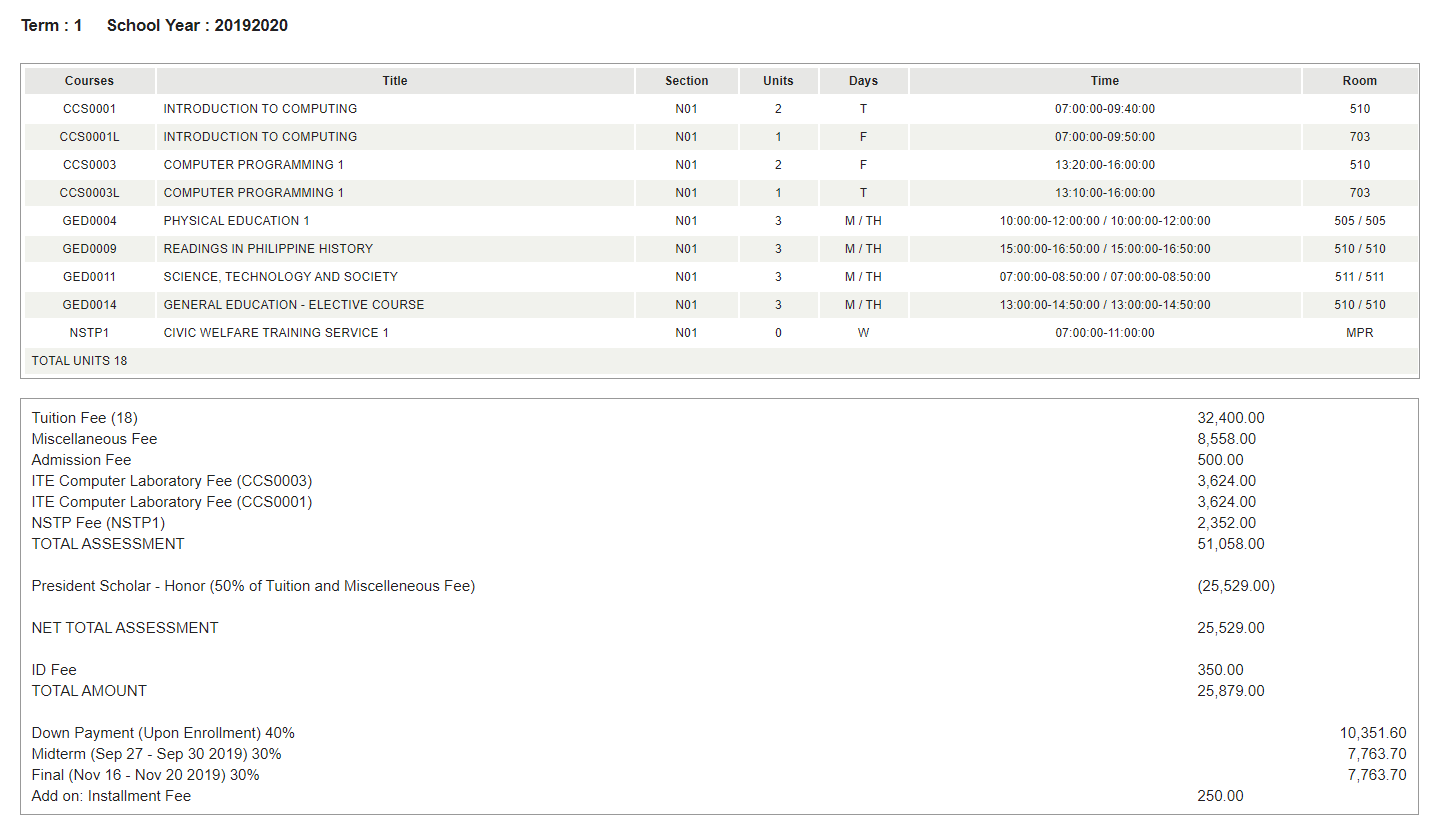 Term : 1 School Year : 20192020
Courses Title Section Units Days Time Room
CCS0001 INTRODUCTION TO COMPUTING N01 2 T 07:00:00-09:40:00 510
CCS0001L INTRODUCTION TO COMPUTING N01 1 F 07:00:00-09:50:00 703
CCS0003 COMPUTER PROGRAMMING 1 N01 2 F 13:20:00-16:00:00 510
CCS0003L COMPUTER PROGRAMMING 1 N01 1 T 13:10:00-16:00:00 703
GED0004 PHYSICAL EDUCATION 1 N01 3 M / TH 10:00:00-12:00:00 / 10:00:00-12:00:00 505 / 505
GED0009 READINGS IN PHILIPPINE HISTORY N01 3 M / TH 15:00:00-16:50:00 / 15:00:00-16:50:00 510 / 510
GED0011 SCIENCE, TECHNOLOGY AND SOCIETY N01 3 M / TH 07:00:00-08:50:00 / 07:00:00-08:50:00 511 / 511
GED0014 GENERAL EDUCATION - ELECTIVE COURSE N01 3 M / TH 13:00:00-14:50:00 / 13:00:00-14:50:00 510 / 510
NSTP1 CIVIC WELFARE TRAINING SERVICE 1 N01 0 W 07:00:00-11:00:00 MPR
TOTAL UNITS 18
Tuition Fee (18) 32,400.00
Miscellaneous Fee 8,558.00
Admission Fee 500.00
ITE Computer Laboratory Fee (CCS0003) 3,624.00
ITE Computer Laboratory Fee (CCS0001) 3,624.00
NSTP Fee (NSTP1) 2,352.00
TOTAL ASSESSMENT 51,058.00
President Scholar - Honor (50% of Tuition and Miscelleneous Fee) (25,529.00)
NET TOTAL ASSESSMENT 25,529.00
ID Fee 350.00
TOTAL AMOUNT 25,879.00
Down Payment (Upon Enrollment) 40% 10,351.60
Midterm (Sep 27 - Sep 30 2019) 30% 7,763.70
Final (Nov 16 - Nov 20 2019) 30% 7,763.70
Add on: Installment Fee 250.00